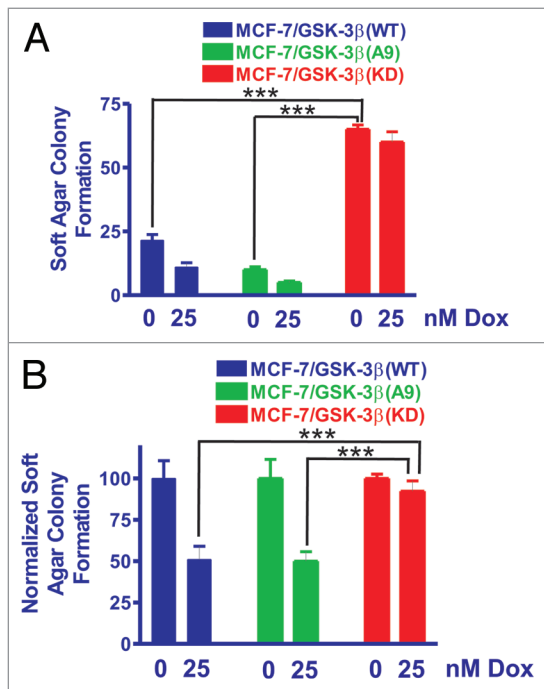 A
MCF-7/GSK-3β(WT)
MCF-7/GSK-3β(A9)
MCF-7/GSK-3β(KD)
***
***
Soft Agar Colony
Formation
75
50
25
0
0 25 0 25 0 25 nM Dox
B
MCF-7/GSK-3β(WT)
MCF-7/GSK-3β(A9)
MCF-7/GSK-3β(KD)
***
***
Normalized Soft
Agar Colony
Formation
100
75
50
25
0
0 25 0 25 0 25 nM Dox